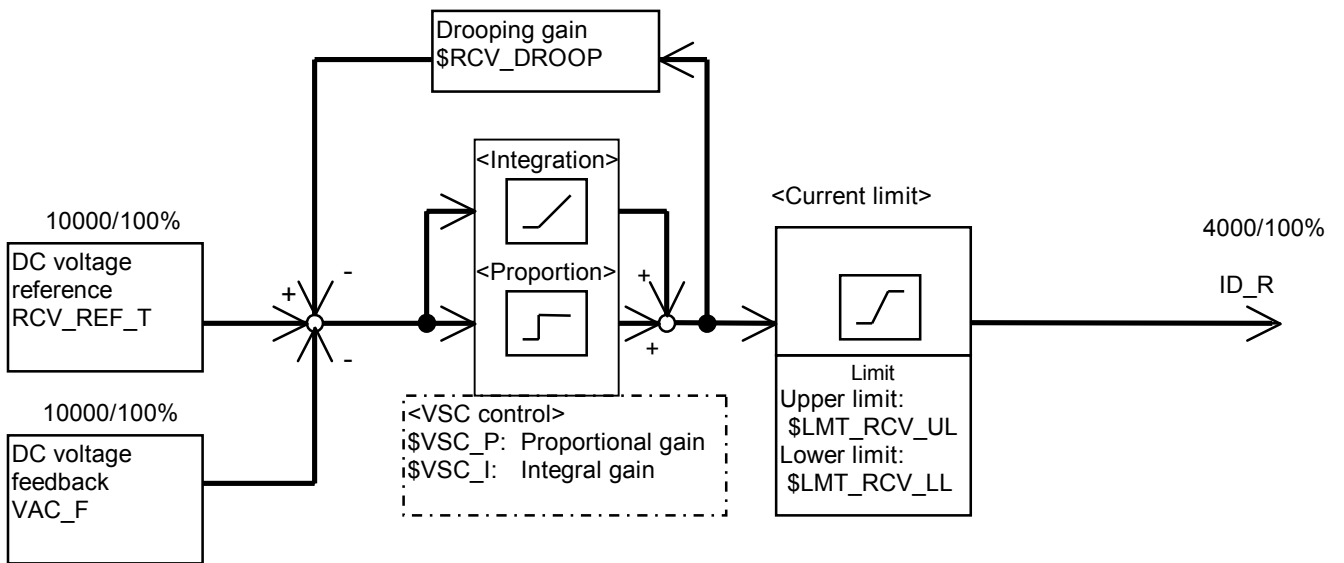 Drooping gain
$RCV_DROOP
<Integration>
<Proportion>
<Current limit>
10000/100%
4000/100%
DC voltage
reference
RCV_REF_T
ID_R
+
-
-
+
+
Limit
Upper limit:
$LMT_RCV_UL
Lower limit:
$LMT_RCV_LL
10000/100%
DC voltage
feedback
VAC_F
<VSC control>
$VSC_P: Proportional gain
$VSC_I: Integral gain